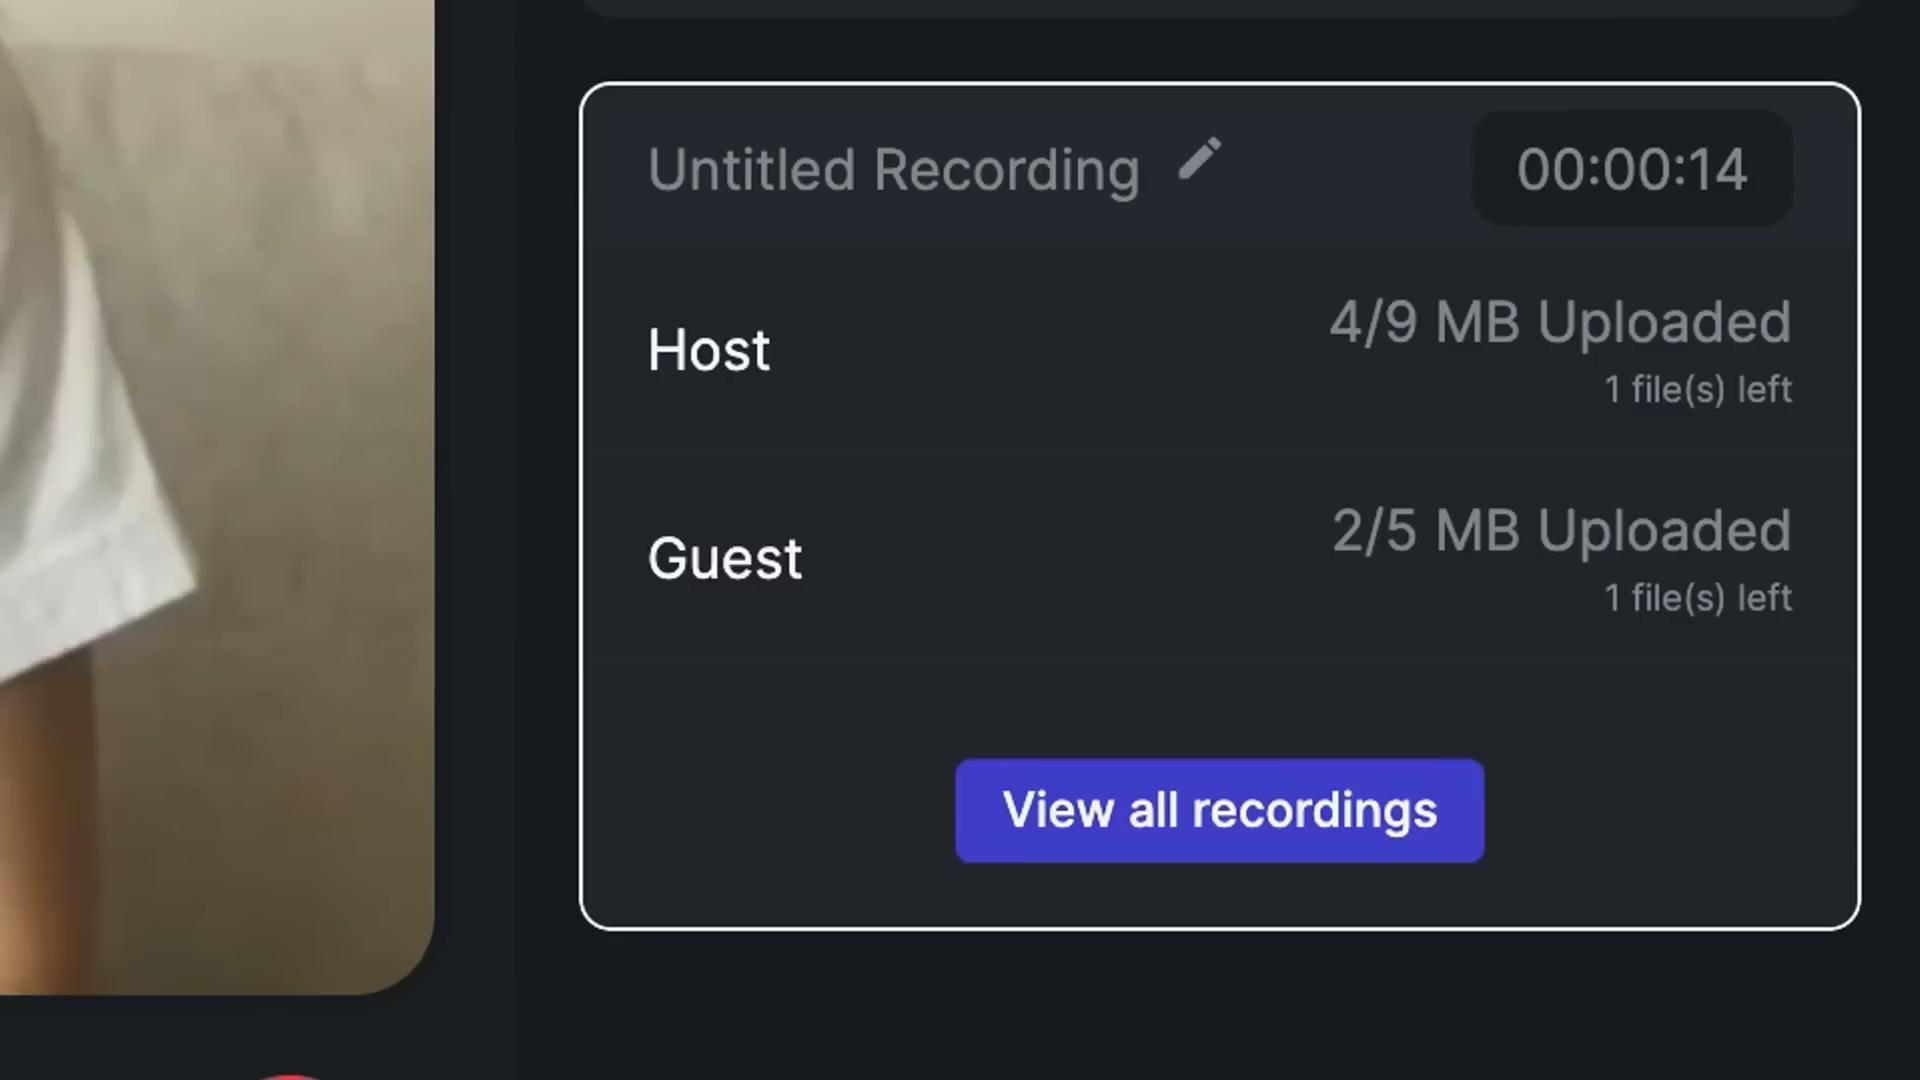 Untitled Recording 00:00:14
Host 4/9 MB Uploaded
1 file(s) left
Guest 2/5 MB Uploaded
1 file(s) left
View all recordings